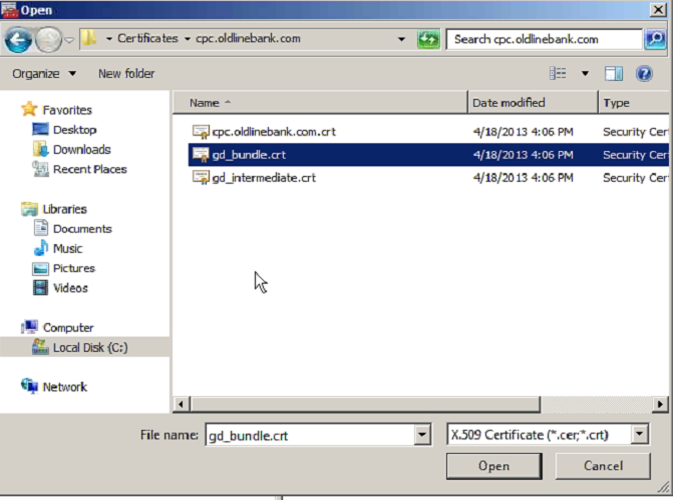 Open
Certificates cpc.oldlinebank.com Search cpc.oldlinebank.com
Organize New folder
Name Date modified Type
Favorites
Desktop
Downloads
Recent Places
Libraries
Documents
Music
Pictures
Videos
Computer
Local Disk (C:)
Network
cpc.oldlinebank.com.crt 4/18/2013 4:06 PM Security Cer
gd_bundle.crt 4/18/2013 4:06 PM Security Cer
gd_intermediate.crt 4/18/2013 4:06 PM Security Cer
File name: gd_bundle.crt X.509 Certificate (*.cer;*.crt)
Open Cancel